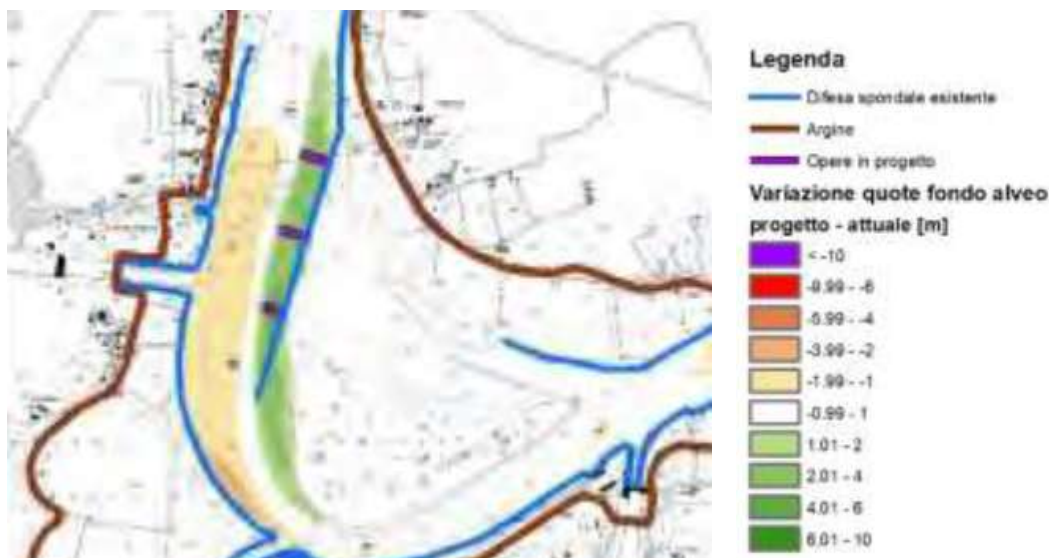 Legenda
Difesa spondale esistente
Argine
Opere in progetto
Variazione quote fondo alveo
progetto - attuale [m]
< -10
-9.99 - -6
-5.99 - -4
-3.99 - -2
-1.99 - -1
-0.99 - 1
1.01 - 2
2.01 - 4
4.01 - 6
6.01 - 10